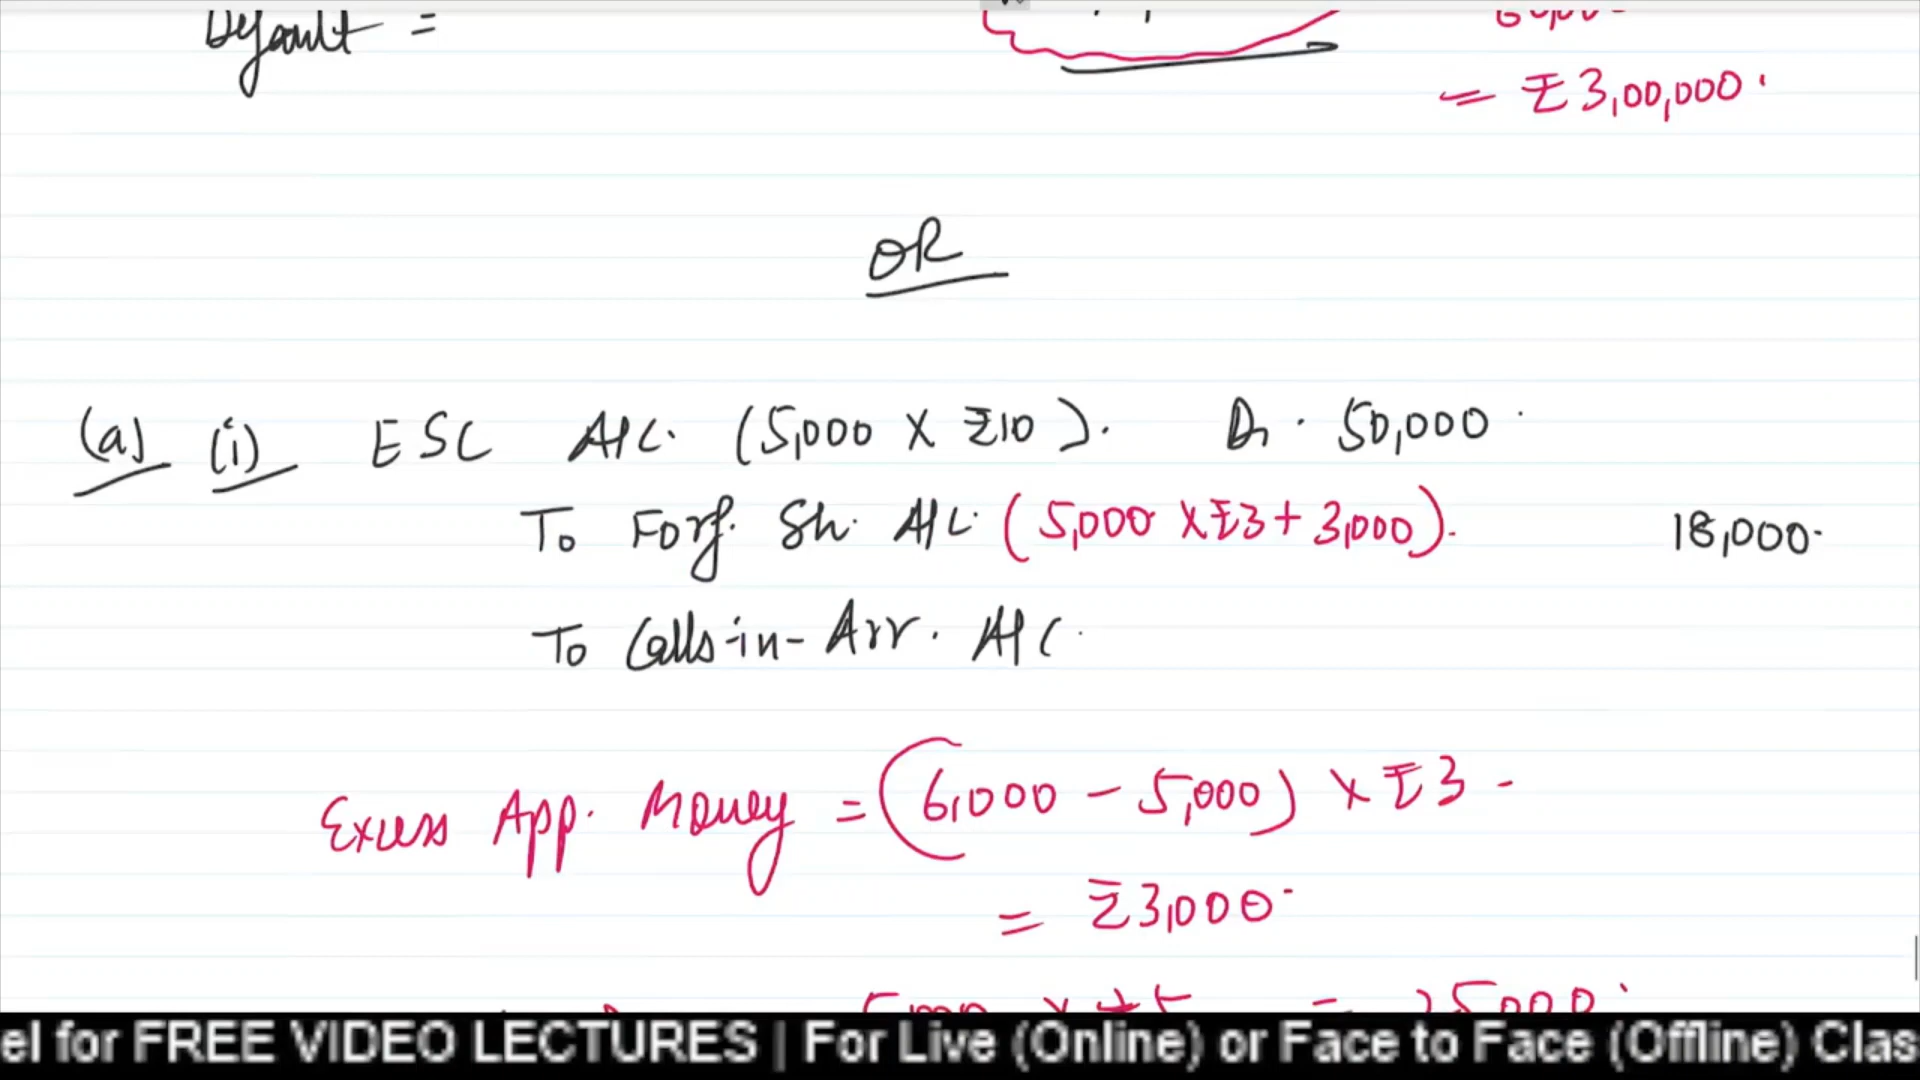 Default =
= ₹3,00,000.
OR
(a) (i) ESC A/C. (5,000 X ₹10). Dr. 50,000.
To Forf. Sh. A/C. (5,000 X ₹3 + 3,000). 18,000.
To Calls-in-Arr. A/C.
Excess App. Money = (6,000 - 5,000) X ₹3
= ₹3,000.
el for FREE VIDEO LECTURES | For Live (Online) or Face to Face (Offline) Clas